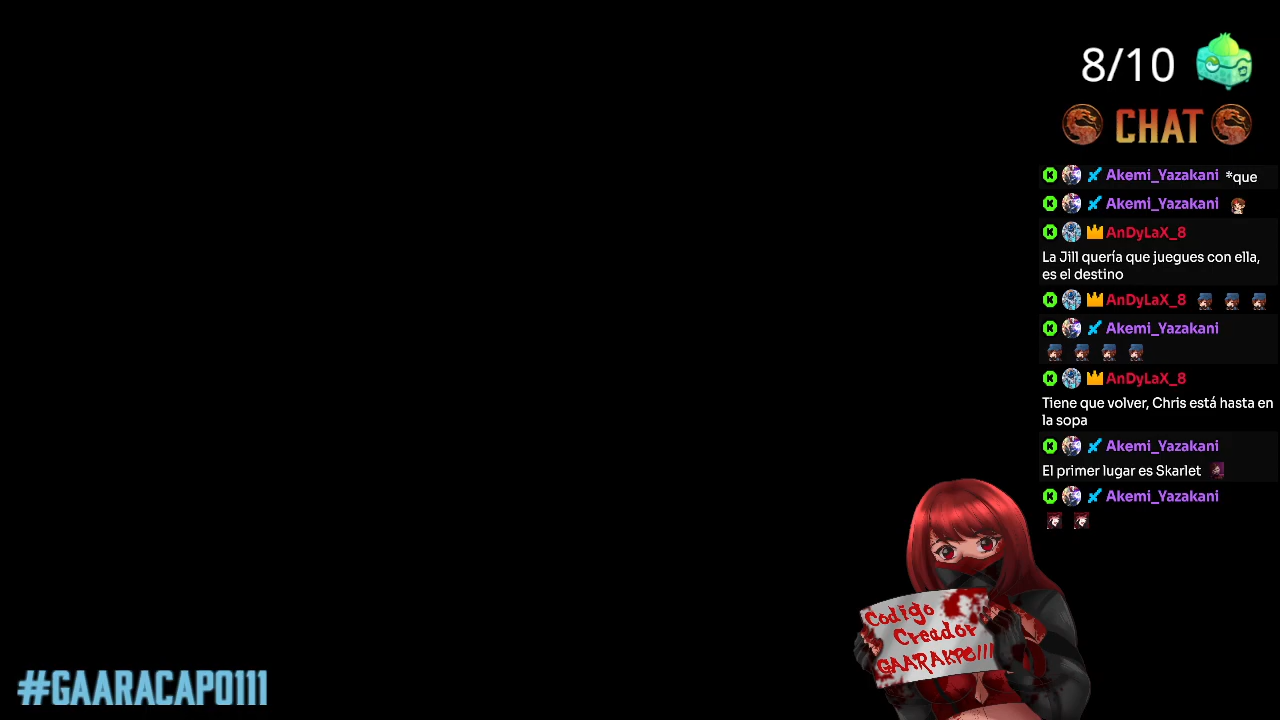 8/10
CHAT
Akemi_Yazakani *que
Akemi_Yazakani
AnDyLaX_8
La Jill quería que juegues con ella,
es el destino
AnDyLaX_8
Akemi_Yazakani
AnDyLaX_8
Tiene que volver, Chris está hasta en
la sopa
Akemi_Yazakani
El primer lugar es Skarlet
Akemi_Yazakani
Codigo
Creador
GAARAKPO111
#GAARACAPO111